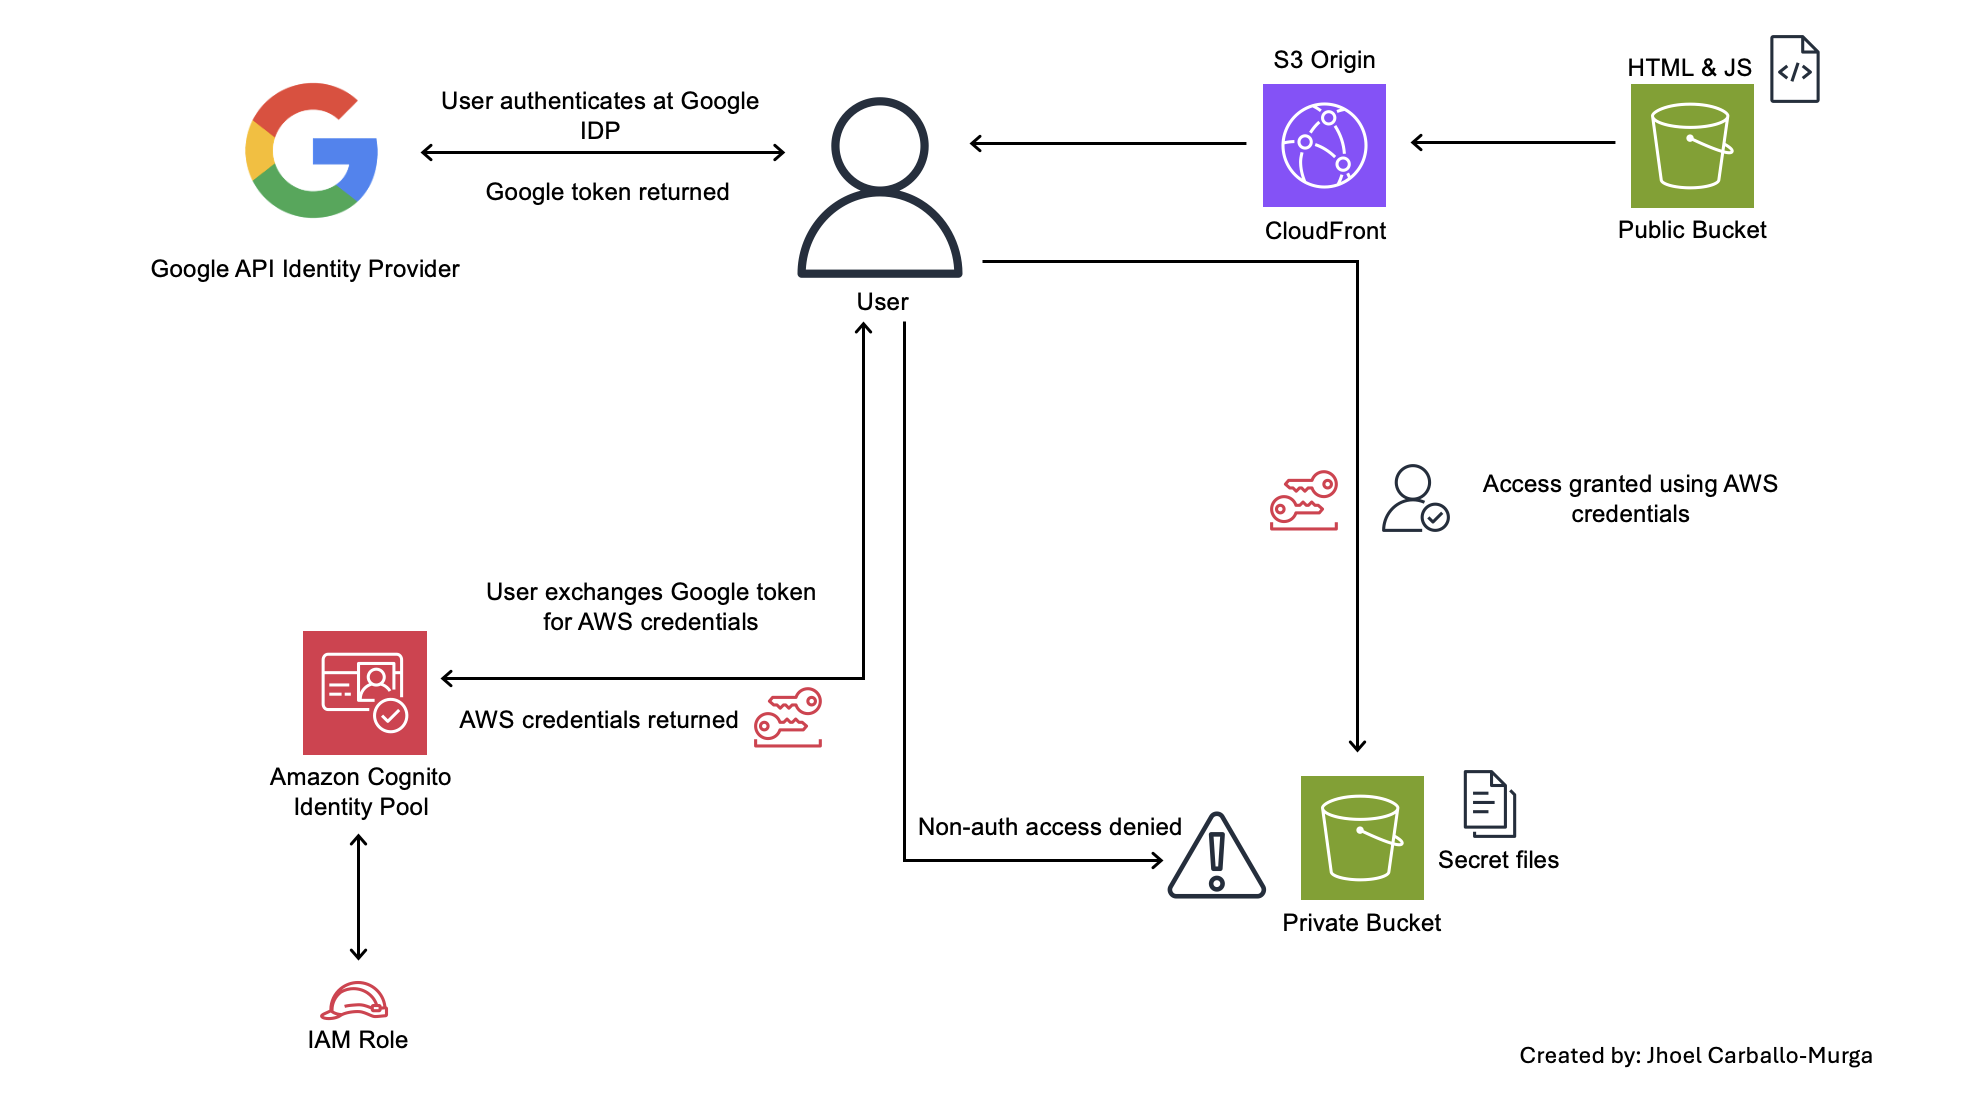 S3 Origin
HTML & JS
User authenticates at Google
IDP
Google token returned
CloudFront
Public Bucket
Google API Identity Provider
User
Access granted using AWS
credentials
User exchanges Google token
for AWS credentials
AWS credentials returned
Amazon Cognito
Identity Pool
Non-auth access denied
Secret files
Private Bucket
IAM Role
Created by: Jhoel Carballo-Murga